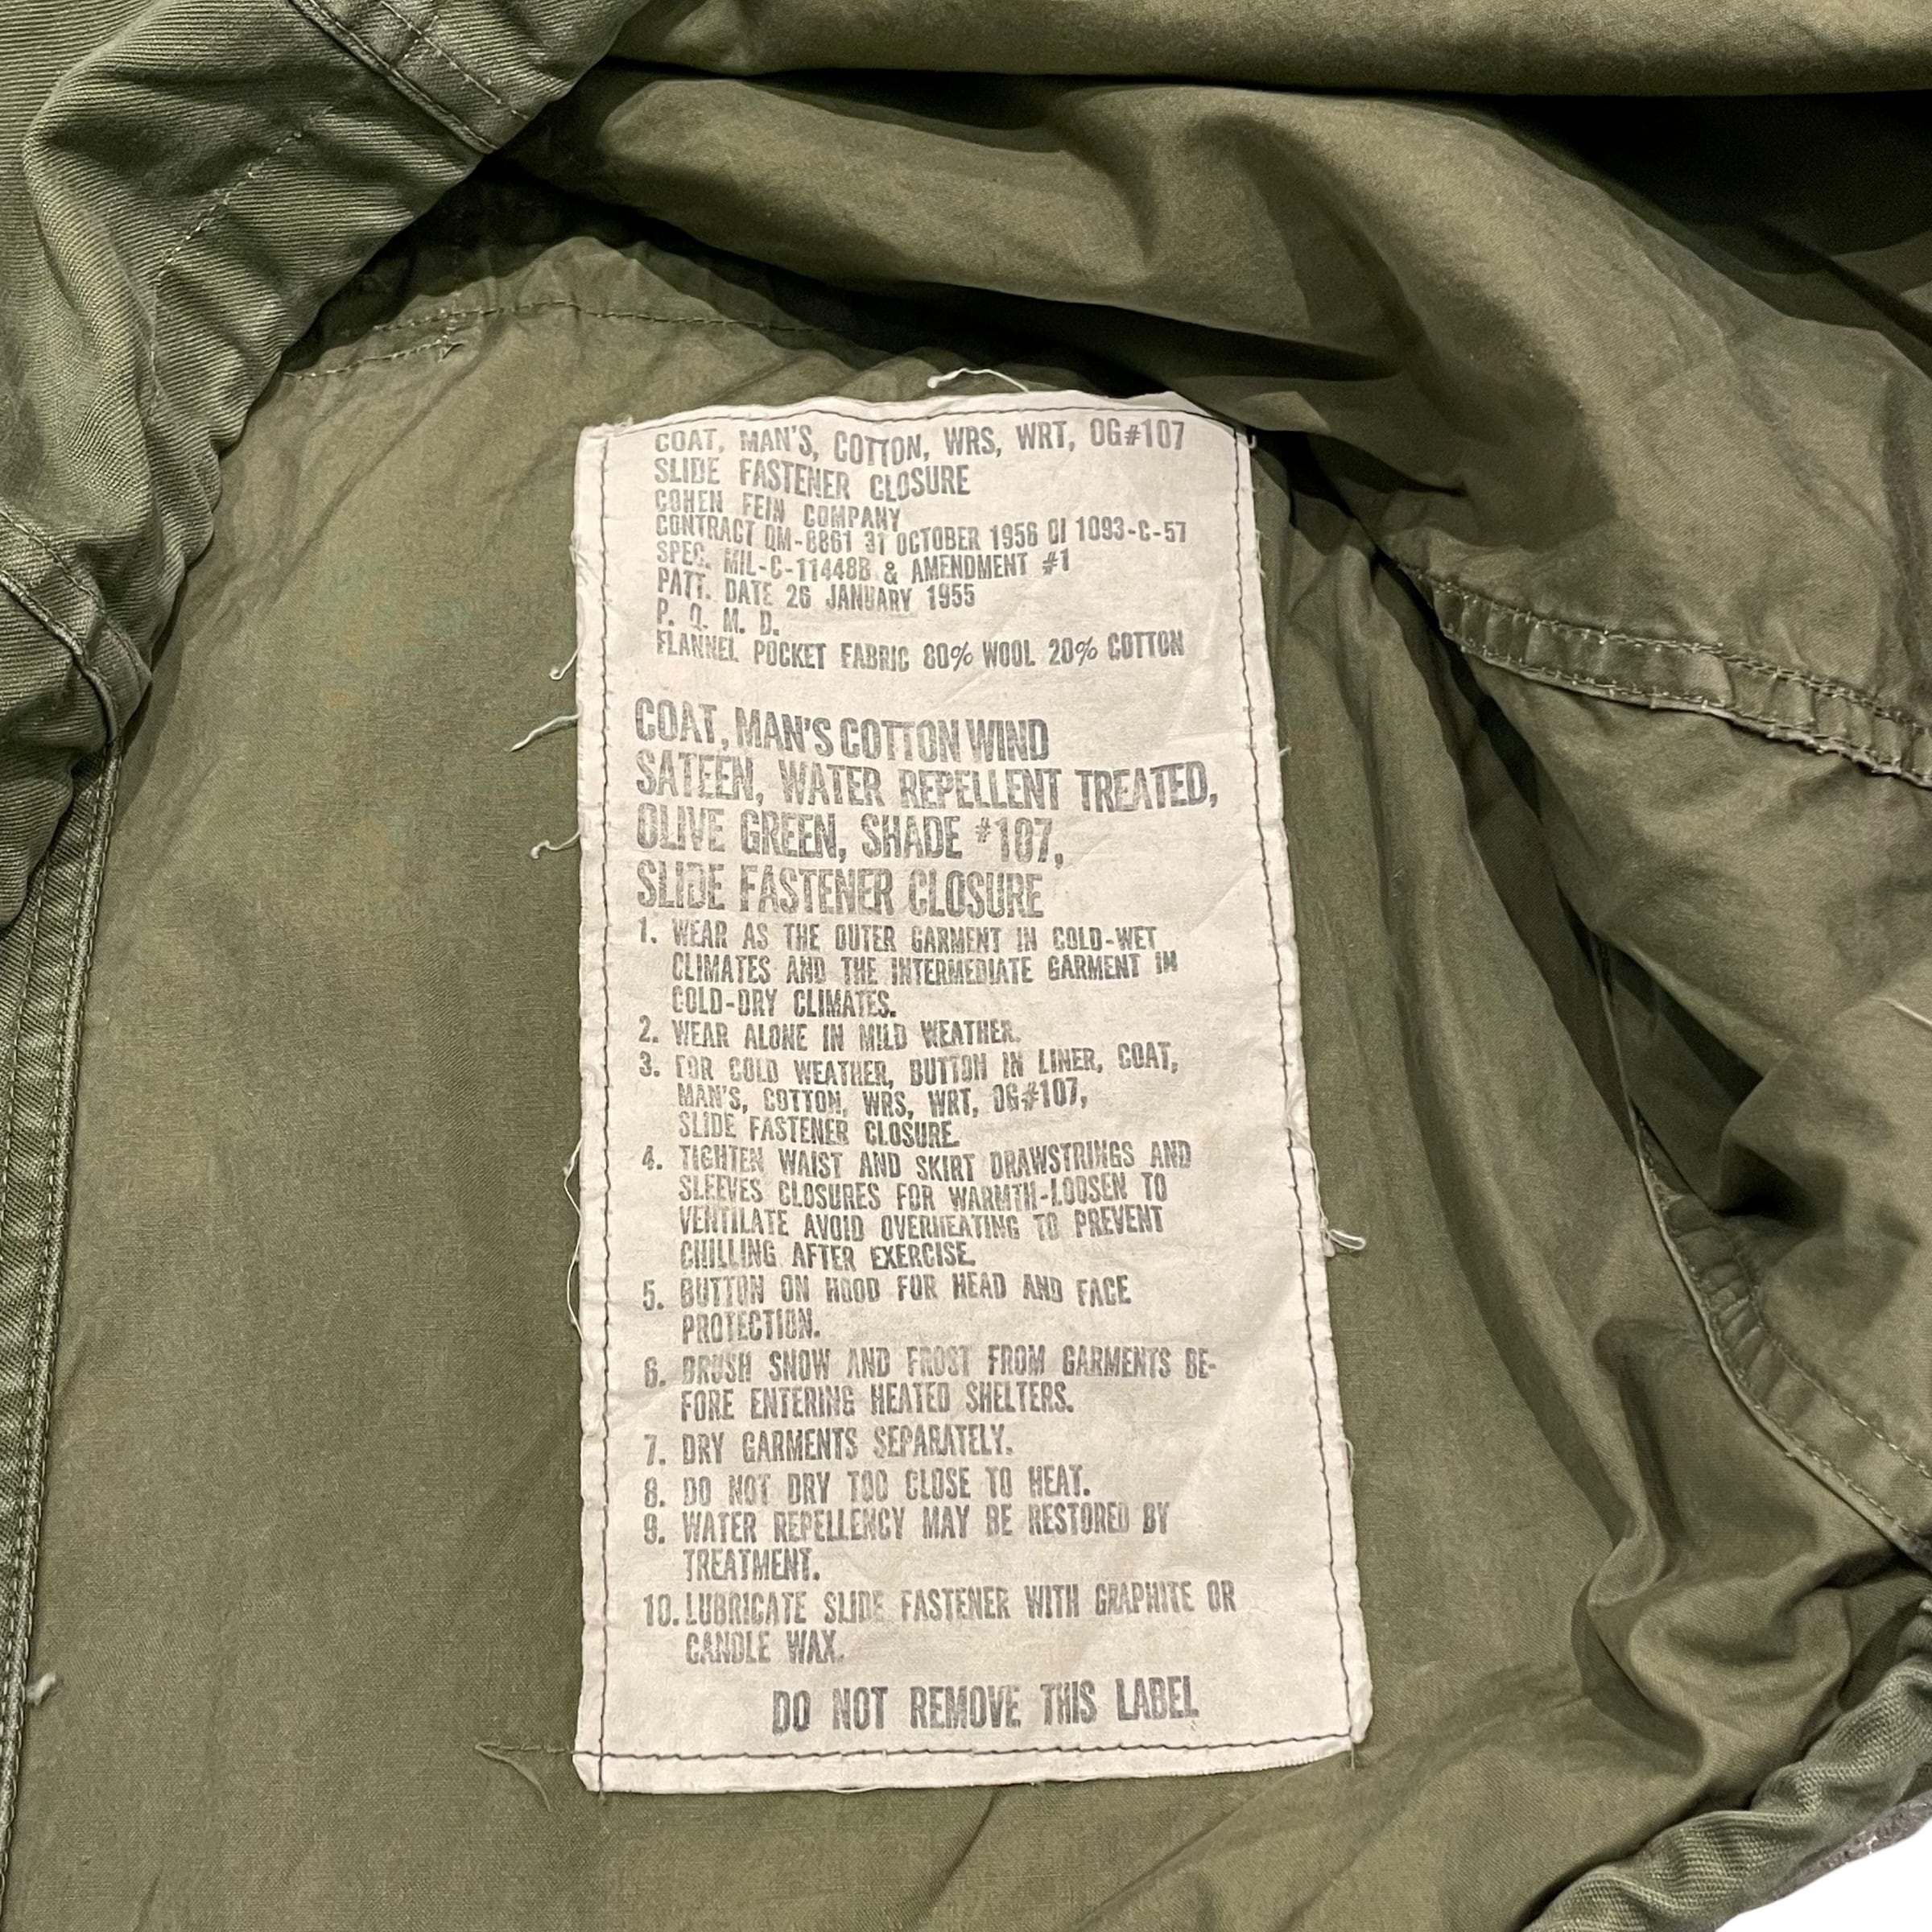 COAT, MAN'S, COTTON, WRS, WRT, OG#107
SLIDE FASTENER CLOSURE
COHEN FEIN COMPANY
CONTRACT QM-8861 31 OCTOBER 1956 OI 1093-C-57
SPEC. MIL-C-11448B & AMENDMENT #1
PATT. DATE 26 JANUARY 1955
P. Q. M. D.
FLANNEL POCKET FABRIC 80% WOOL 20% COTTON
COAT, MAN'S COTTON WIND
SATEEN, WATER REPELLENT TREATED,
OLIVE GREEN, SHADE #107,
SLIDE FASTENER CLOSURE
1. WEAR AS THE OUTER GARMENT IN COLD-WET
CLIMATES AND THE INTERMEDIATE GARMENT IN
COLD-DRY CLIMATES.
2. WEAR ALONE IN MILD WEATHER.
3. FOR COLD WEATHER, BUTTON IN LINER, COAT,
MAN'S, COTTON, WRS, WRT, OG#107,
SLIDE FASTENER CLOSURE.
4. TIGHTEN WAIST AND SKIRT DRAWSTRINGS AND
SLEEVES CLOSURES FOR WARMTH-LOOSEN TO
VENTILATE AVOID OVERHEATING TO PREVENT
CHILLING AFTER EXERCISE.
5. BUTTON ON HOOD FOR HEAD AND FACE
PROTECTION.
6. BRUSH SNOW AND FROST FROM GARMENTS BE-
FORE ENTERING HEATED SHELTERS.
7. DRY GARMENTS SEPARATELY.
8. DO NOT DRY TOO CLOSE TO HEAT.
9. WATER REPELLENCY MAY BE RESTORED BY
TREATMENT.
10. LUBRICATE SLIDE FASTENER WITH GRAPHITE OR
CANDLE WAX.
DO NOT REMOVE THIS LABEL